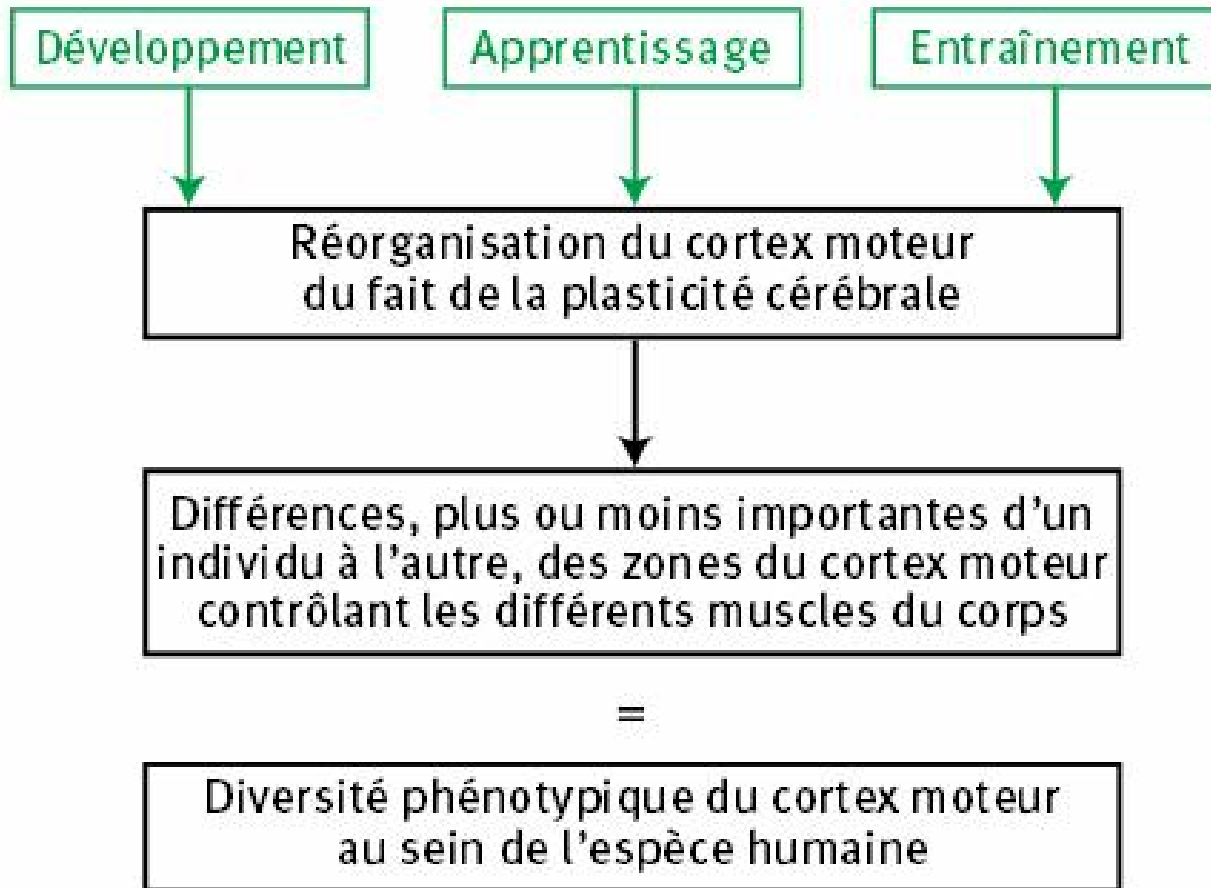 Développement
Apprentissage
Entraînement
Réorganisation du cortex moteur
du fait de la plasticité cérébrale
Différences, plus ou moins importantes d'un
individu à l'autre, des zones du cortex moteur
contrôlant les différents muscles du corps
=
Diversité phénotypique du cortex moteur
au sein de l'espèce humaine